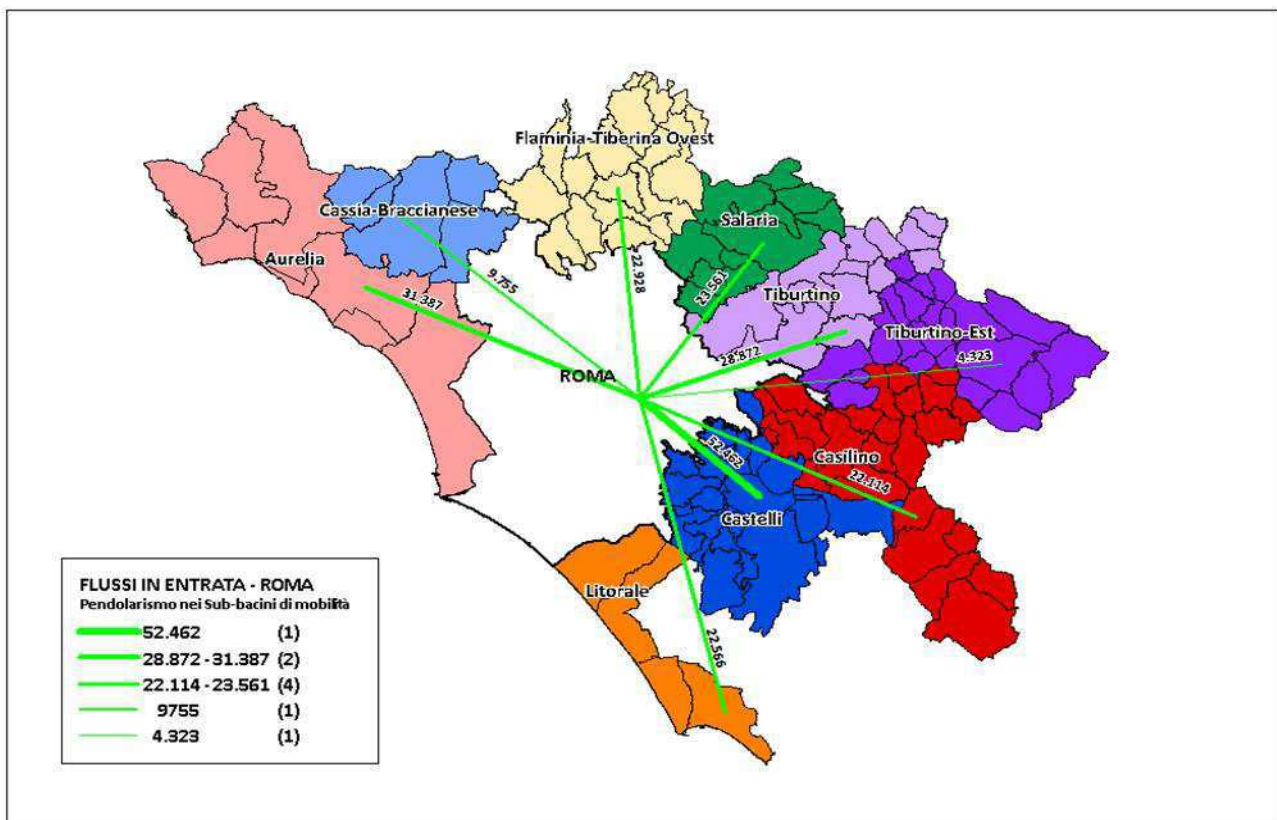 Flaminia-Tiberina Ovest
Cassia-Braccianese
Salaria
Aurelia
9.755
22.928
23.561
31.387
Tiburtino
Tiburtino-Est
28.872
4.323
ROMA
52.462
Casilino
22.114
Castelli
Litorale
22.566
FLUSSI IN ENTRATA - ROMA
Pendolarismo nei Sub-bacini di mobilità
52.462 (1)
28.872 - 31.387 (2)
22.114 - 23.561 (4)
9755 (1)
4.323 (1)